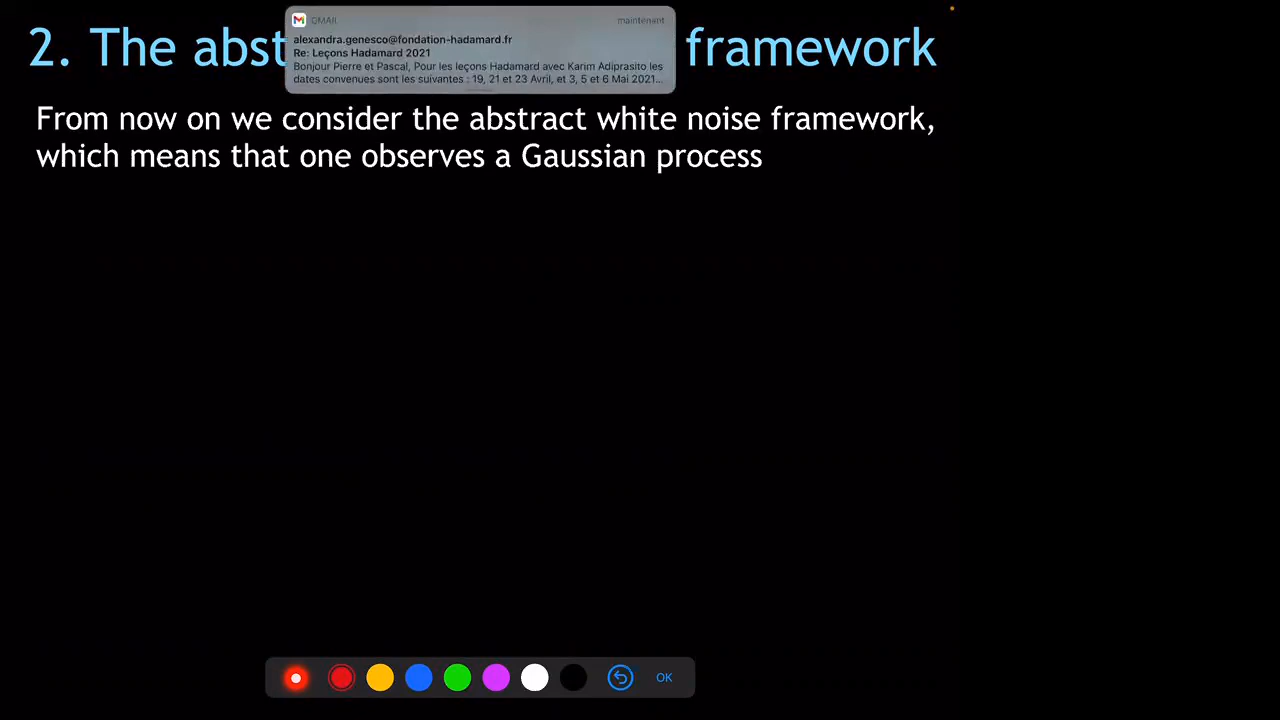 2. The abst framework
GMAIL maintenant
alexandra.genesco@fondation-hadamard.fr
Re: Leçons Hadamard 2021
Bonjour Pierre et Pascal, Pour les leçons Hadamard avec Karim Adiprasito les
dates convenues sont les suivantes : 19, 21 et 23 Avril, et 3, 5 et 6 Mai 2021...
From now on we consider the abstract white noise framework,
which means that one observes a Gaussian process
OK